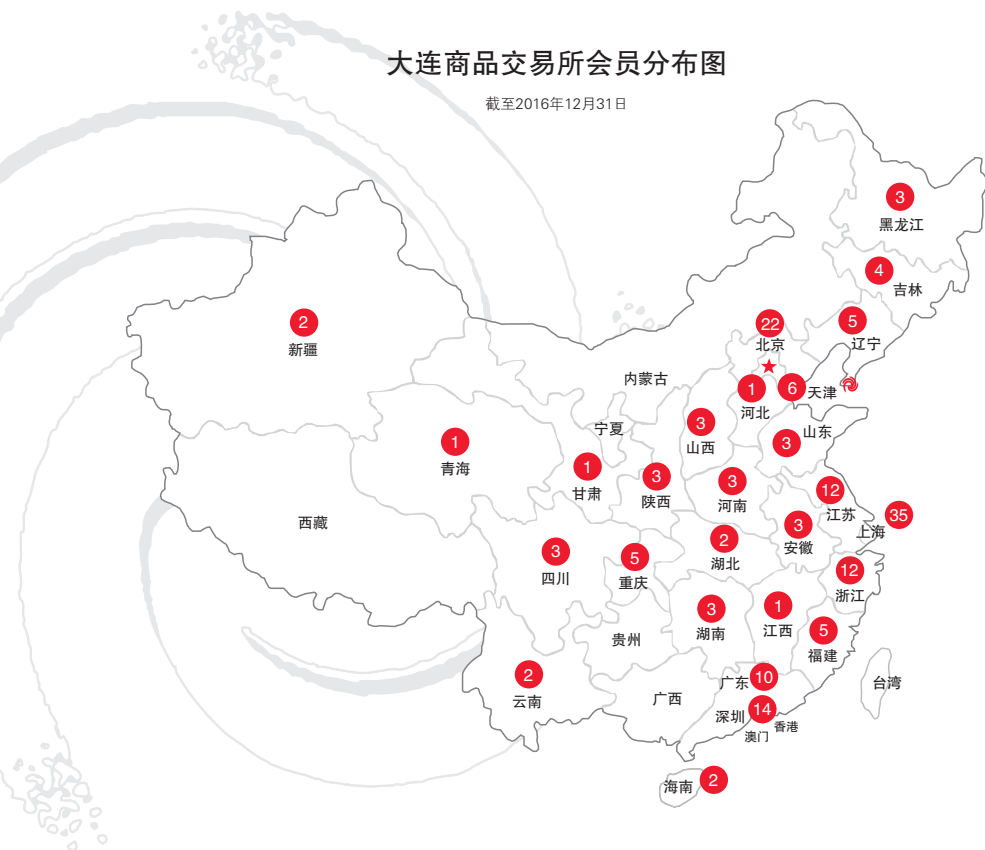 大连商品交易所会员分布图
截至2016年12月31日
3
黑龙江
4
吉林
2
新疆
22
北京
5
辽宁
内蒙古
1
河北
6
天津
宁夏
3
山西
山东
3
1
青海
1
甘肃
3
陕西
3
河南
12
江苏
35
上海
西藏
3
安徽
3
四川
5
重庆
2
湖北
12
浙江
3
湖南
1
江西
5
福建
贵州
2
云南
广西
广东
10
台湾
深圳
14
香港
澳门
海南
2